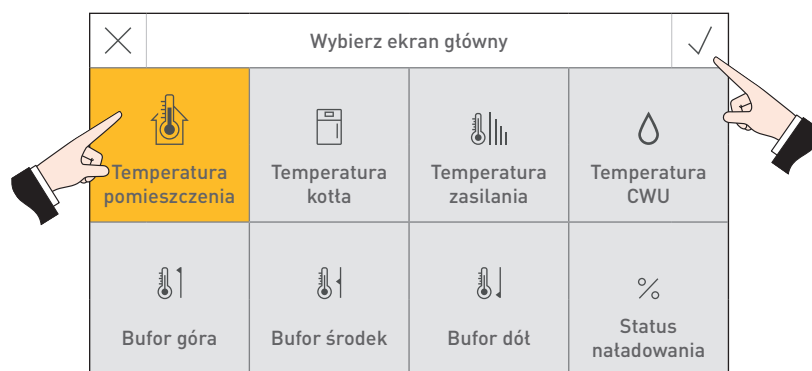 Wybierz ekran główny
Temperatura
pomieszczenia
Temperatura
kotła
Temperatura
zasilania
Temperatura
CWU
Bufor góra
Bufor środek
Bufor dół
%
Status
naładowania